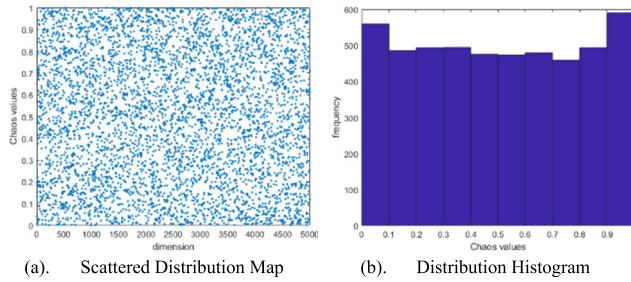 1
0.9
0.8
0.7
0.6
0.5
0.4
0.3
0.2
0.1
0
Chaos values
0 500 1000 1500 2000 2500 3000 3500 4000 4500 5000
dimension
(a). Scattered Distribution Map
600
500
400
300
200
100
0
frequency
0 0.1 0.2 0.3 0.4 0.5 0.6 0.7 0.8 0.9
Chaos values
(b). Distribution Histogram